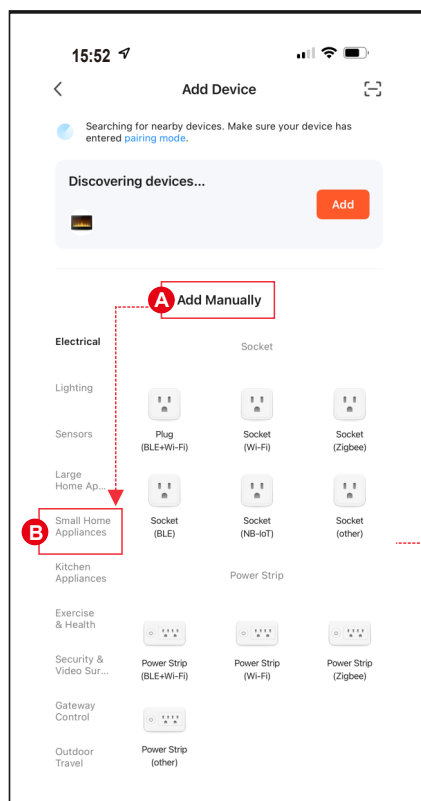 15:52
Add Device
Searching for nearby devices. Make sure your device has
entered pairing mode.
Discovering devices...
Add
A
Add Manually
Electrical
Lighting
Sensors
Large
Home Ap...
B
Small Home
Appliances
Kitchen
Appliances
Exercise
& Health
Security &
Video Sur...
Gateway
Control
Outdoor
Travel
Socket
Plug
(BLE+Wi-Fi)
Socket
(Wi-Fi)
Socket
(Zigbee)
Socket
(BLE)
Socket
(NB-IoT)
Socket
(other)
Power Strip
Power Strip
(BLE+Wi-Fi)
Power Strip
(Wi-Fi)
Power Strip
(Zigbee)
Power Strip
(other)